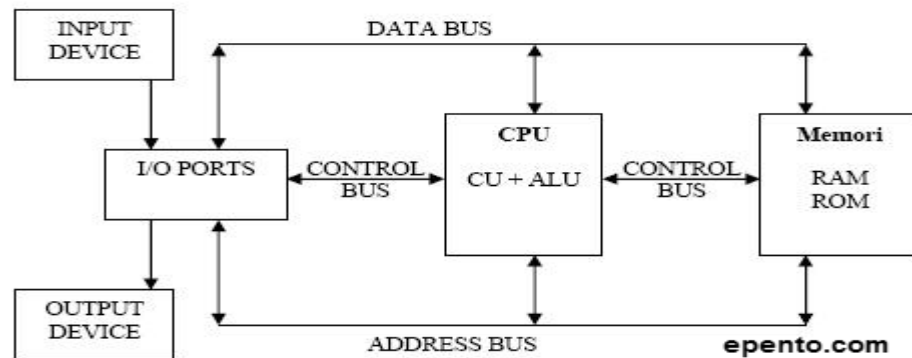 INPUT
DEVICE
DATA BUS
I/O PORTS
CONTROL
BUS
CPU
CU + ALU
CONTROL
BUS
Memori
RAM
ROM
OUTPUT
DEVICE
ADDRESS BUS
epento.com